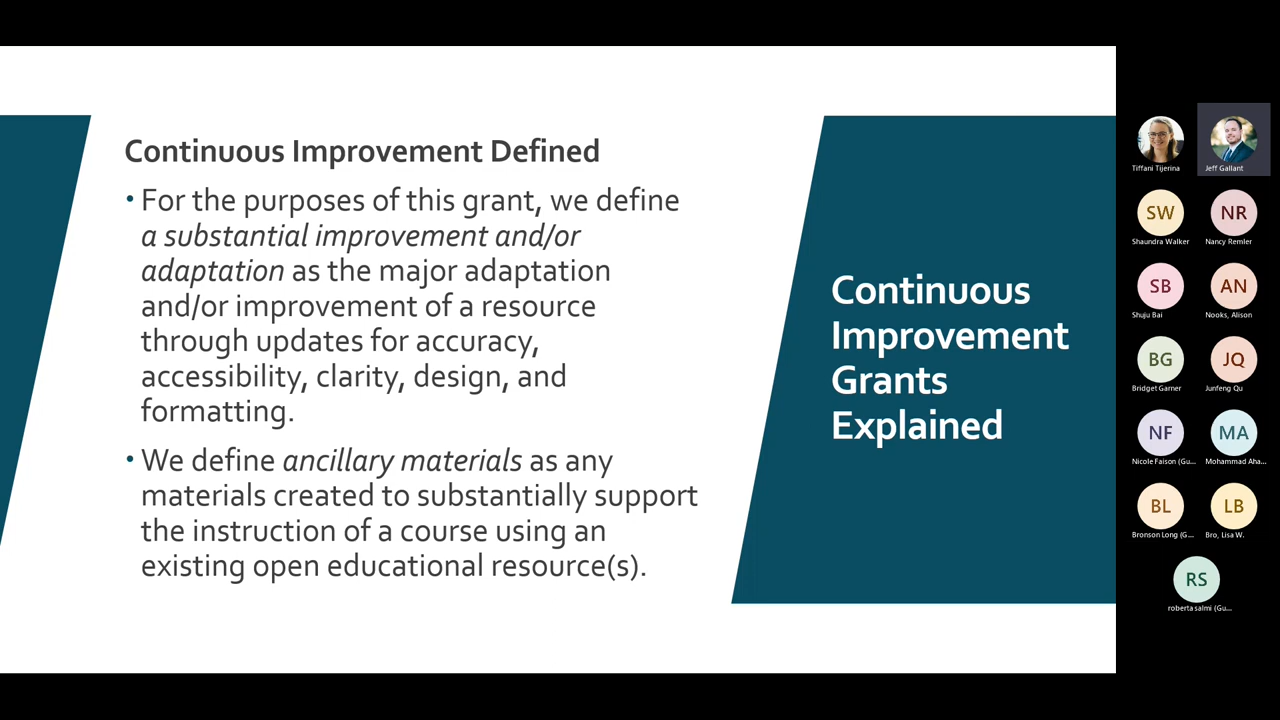 Continuous Improvement Defined
• For the purposes of this grant, we define
a substantial improvement and/or
adaptation as the major adaptation
and/or improvement of a resource
through updates for accuracy,
accessibility, clarity, design, and
formatting.
• We define ancillary materials as any
materials created to substantially support
the instruction of a course using an
existing open educational resource(s).
Continuous
Improvement
Grants
Explained
Tiffani Tijerina
Jeff Gallant
SW
Shaundra Walker
NR
Nancy Remler
SB
Shuju Bai
AN
Nooks, Alison
BG
Bridget Garner
JQ
Junfeng Qu
NF
Nicole Faison (Gu...
MA
Mohammad Aha...
BL
Bronson Long (G...
LB
Bro, Lisa W.
RS
roberta salmi (Gu...